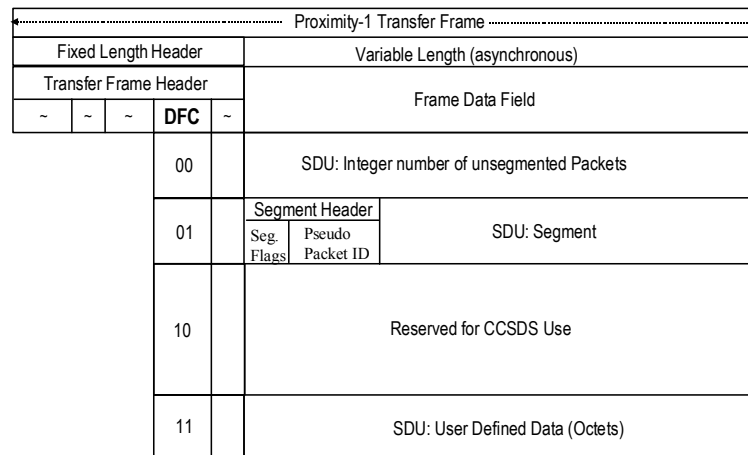 Proximity-1 Transfer Frame
Fixed Length Header
Variable Length (asynchronous)
Transfer Frame Header
Frame Data Field
~ ~ ~ DFC ~
00 SDU: Integer number of unsegmented Packets
01
Segment Header
Seg. Flags
Pseudo Packet ID
SDU: Segment
10 Reserved for CCSDS Use
11 SDU: User Defined Data (Octets)